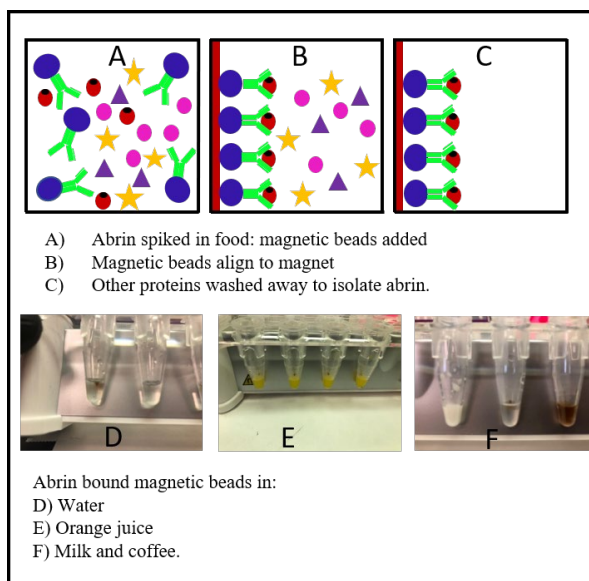 A B C
A) Abrin spiked in food: magnetic beads added
B) Magnetic beads align to magnet
C) Other proteins washed away to isolate abrin.
D E F
Abrin bound magnetic beads in:
D) Water
E) Orange juice
F) Milk and coffee.